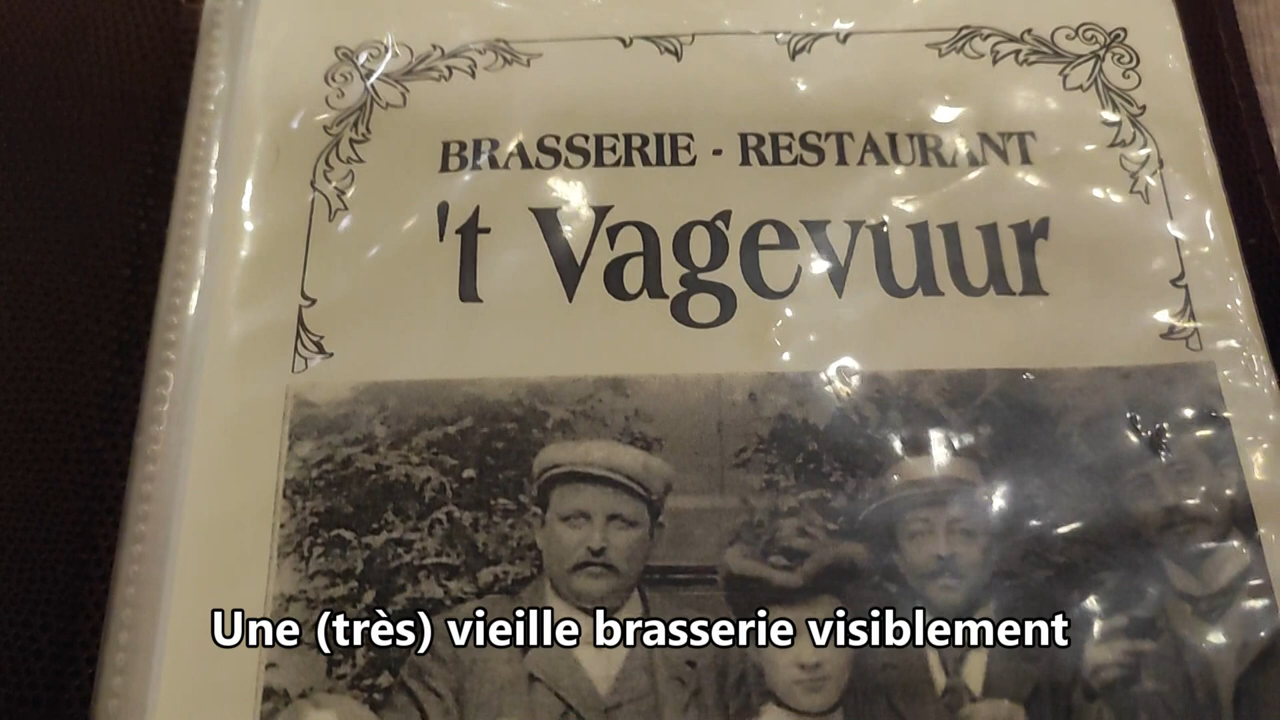 BRASSERIE - RESTAURANT
't Vagevuur
Une (très) vieille brasserie visiblement